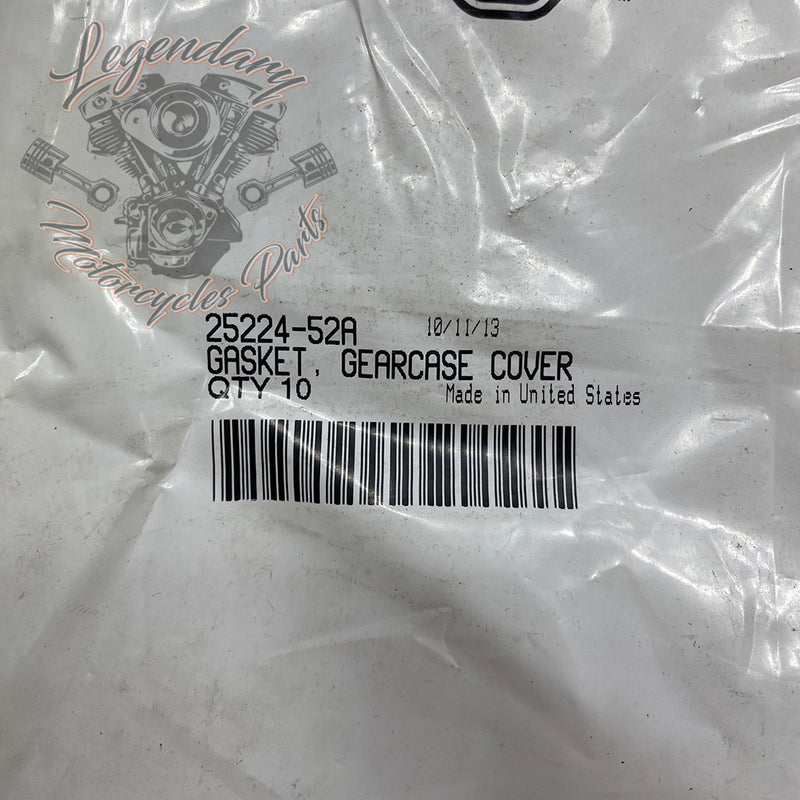 Legendary
Motorcycles Parts
25224-52A 10/11/13
GASKET, GEARCASE COVER
QTY 10 Made in United States